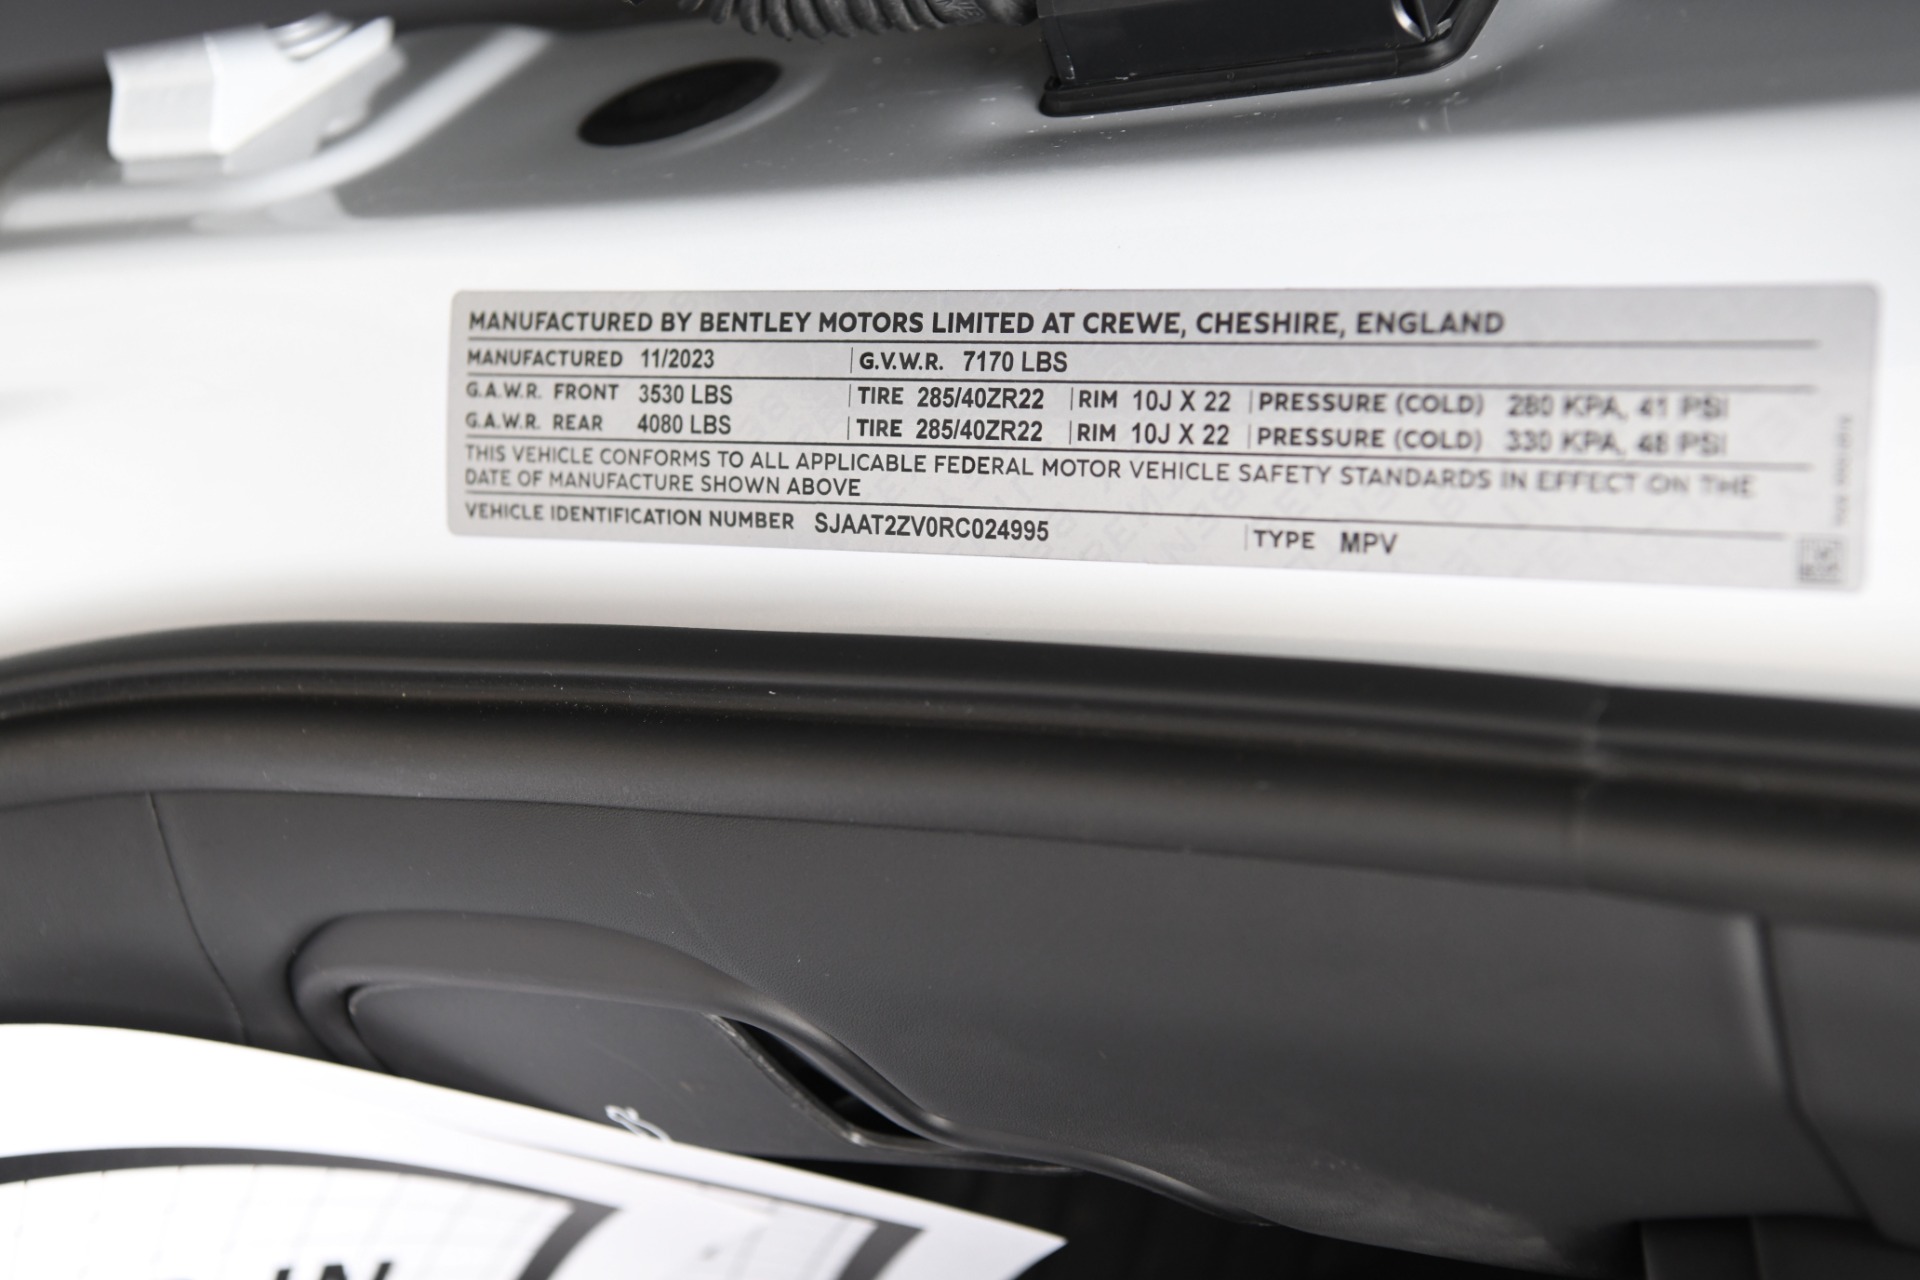 MANUFACTURED BY BENTLEY MOTORS LIMITED AT CREWE, CHESHIRE, ENGLAND
MANUFACTURED 11/2023 G.V.W.R. 7170 LBS
G.A.W.R. FRONT 3530 LBS TIRE 285/40ZR22 RIM 10J X 22 PRESSURE (COLD) 280 KPA, 41 PSI
G.A.W.R. REAR 4080 LBS TIRE 285/40ZR22 RIM 10J X 22 PRESSURE (COLD) 330 KPA, 48 PSI
THIS VEHICLE CONFORMS TO ALL APPLICABLE FEDERAL MOTOR VEHICLE SAFETY STANDARDS IN EFFECT ON THE
DATE OF MANUFACTURE SHOWN ABOVE
VEHICLE IDENTIFICATION NUMBER SJAAT2ZV0RC024995 TYPE MPV